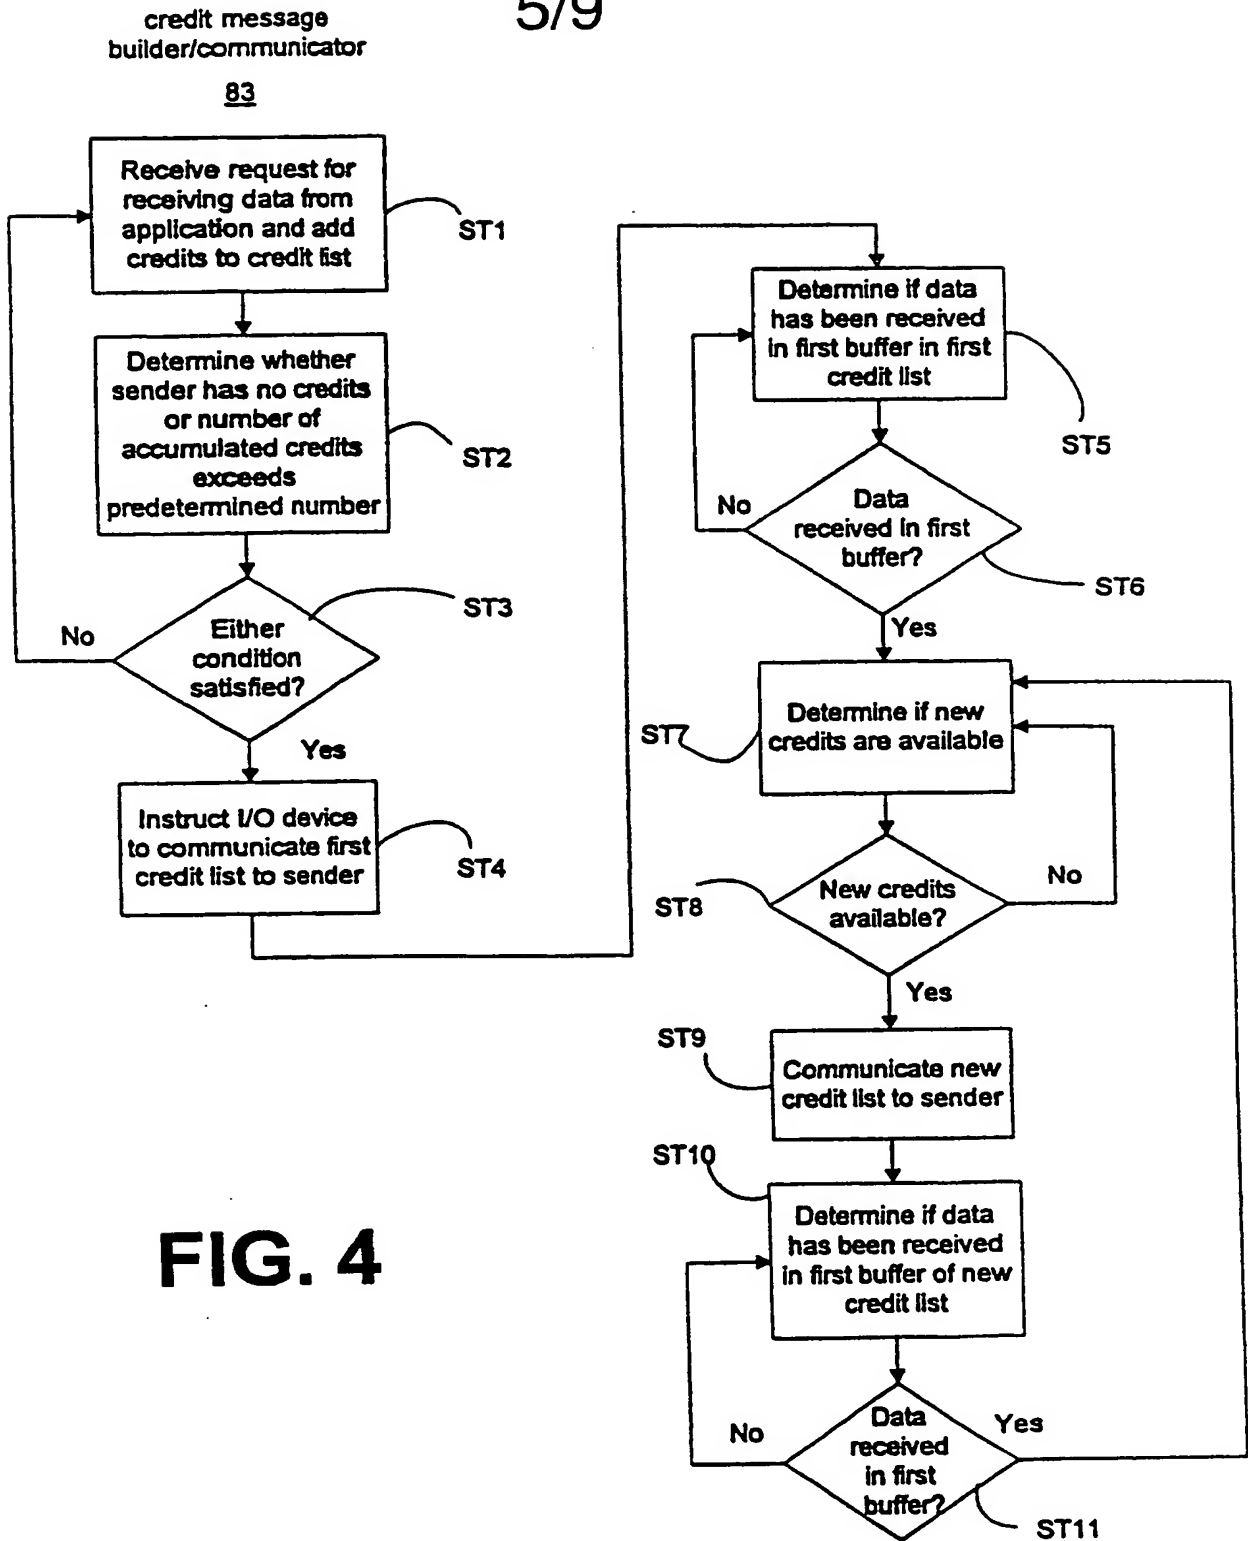 5/9
credit message
builder/communicator
83
Receive request for
receiving data from
application and add
credits to credit list
ST1
Determine whether
sender has no credits
or number of
accumulated credits
exceeds
predetermined number
ST2
Either
condition
satisfied?
ST3
No
Yes
Instruct I/O device
to communicate first
credit list to sender
ST4
Determine if data
has been received
in first buffer in first
credit list
ST5
Data
received in first
buffer?
No
ST6
Yes
Determine if new
credits are available
ST7
New credits
available?
ST8
No
Yes
Communicate new
credit list to sender
ST9
ST10
Determine if data
has been received
in first buffer of new
credit list
Data
received
in first
buffer?
No
Yes
ST11
FIG. 4